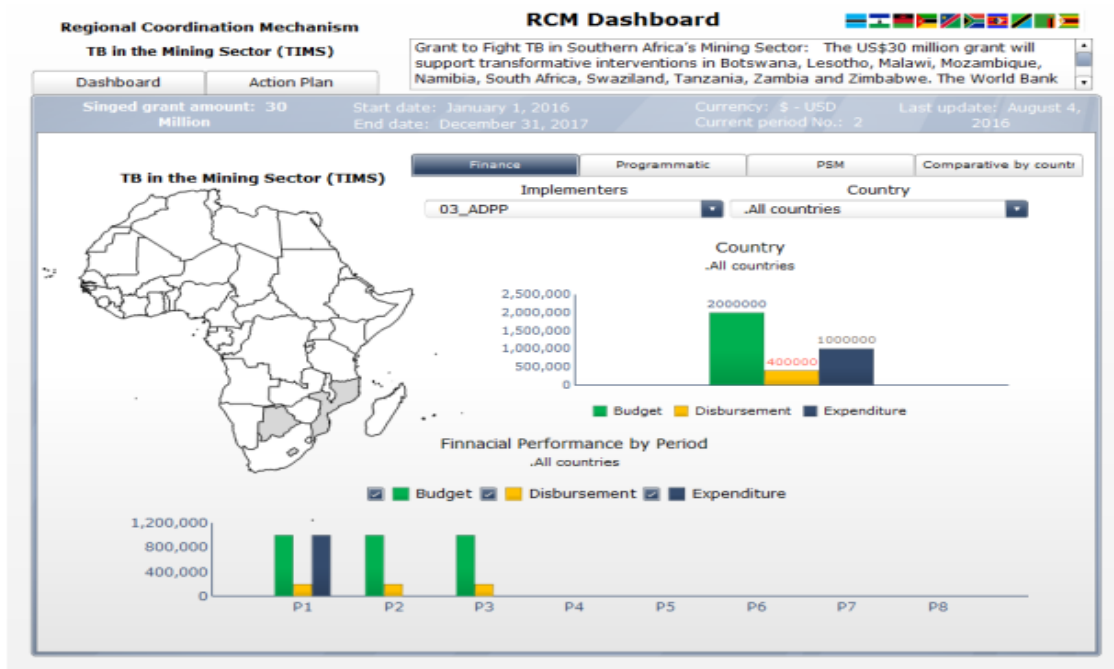 Regional Coordination Mechanism
TB in the Mining Sector (TIMS)
RCM Dashboard
Grant to Fight TB in Southern Africa's Mining Sector: The US$30 million grant will
support transformative interventions in Botswana, Lesotho, Malawi, Mozambique,
Namibia, South Africa, Swaziland, Tanzania, Zambia and Zimbabwe. The World Bank
Dashboard
Action Plan
Singed grant amount: 30
Million
Start date: January 1, 2016
End date: December 31, 2017
Currency: $ - USD
Current period No.: 2
Last update: August 4,
2016
TB in the Mining Sector (TIMS)
Finance
Programmatic
PSM
Comparative by countr
Implementers
Country
03_ADPP
.All countries
Country
.All countries
2,500,000
2,000,000
1,500,000
1,000,000
500,000
0
2000000
400000
1000000
Budget Disbursement Expenditure
Finnacial Performance by Period
.All countries
Budget Disbursement Expenditure
1,200,000
800,000
400,000
0
P1 P2 P3 P4 P5 P6 P7 P8